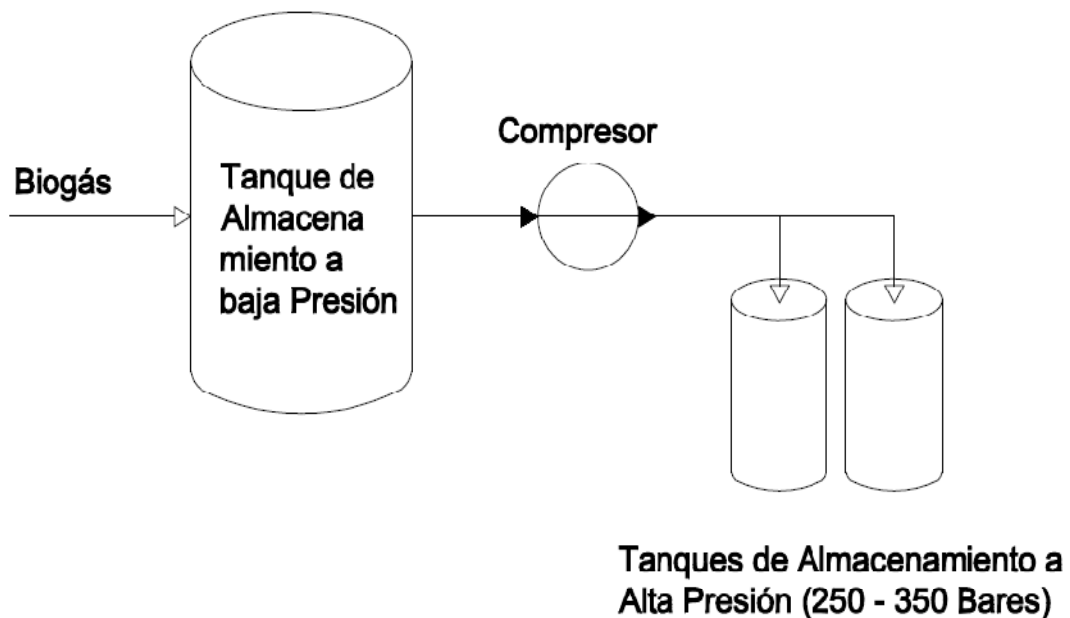 Biogás
Tanque de
Almacena
miento a
baja Presión
Compresor
Tanques de Almacenamiento a
Alta Presión (250 - 350 Bares)